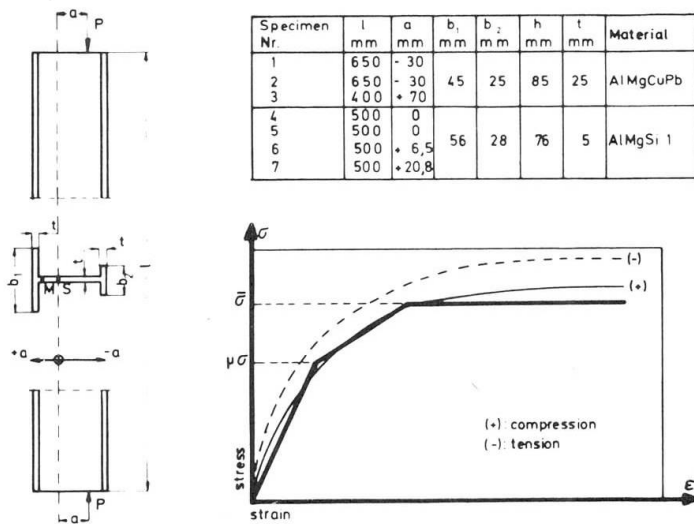 a
P
Specimen Nr. l mm a mm b₁ mm b₂ mm h mm t mm Material
1 650 - 30
2 650 - 30 45 25 85 25 AlMgCuPb
3 400 + 70
4 500 0
5 500 0 56 28 76 5 AlMgSi 1
6 500 + 6,5
7 500 +20,8
t t
b₁ t b₂
M S
l
+a -a
P
a
σ
(-)
(+)
σ̅
μσ̅
(+): compression
(-): tension
stress
strain
ε